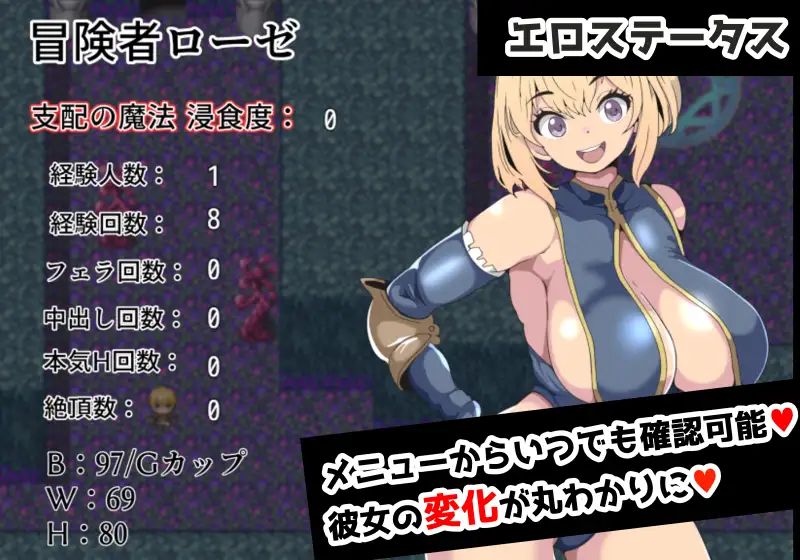 冒険者ローゼ
エロステータス
支配の魔法 浸食度： 0
経験人数： 1
経験回数： 8
フェラ回数： 0
中出し回数： 0
本気H回数： 0
絶頂数： 0
B：97/Gカップ
W：69
H：80
メニューからいつでも確認可能♥
彼女の変化が丸わかりに♥